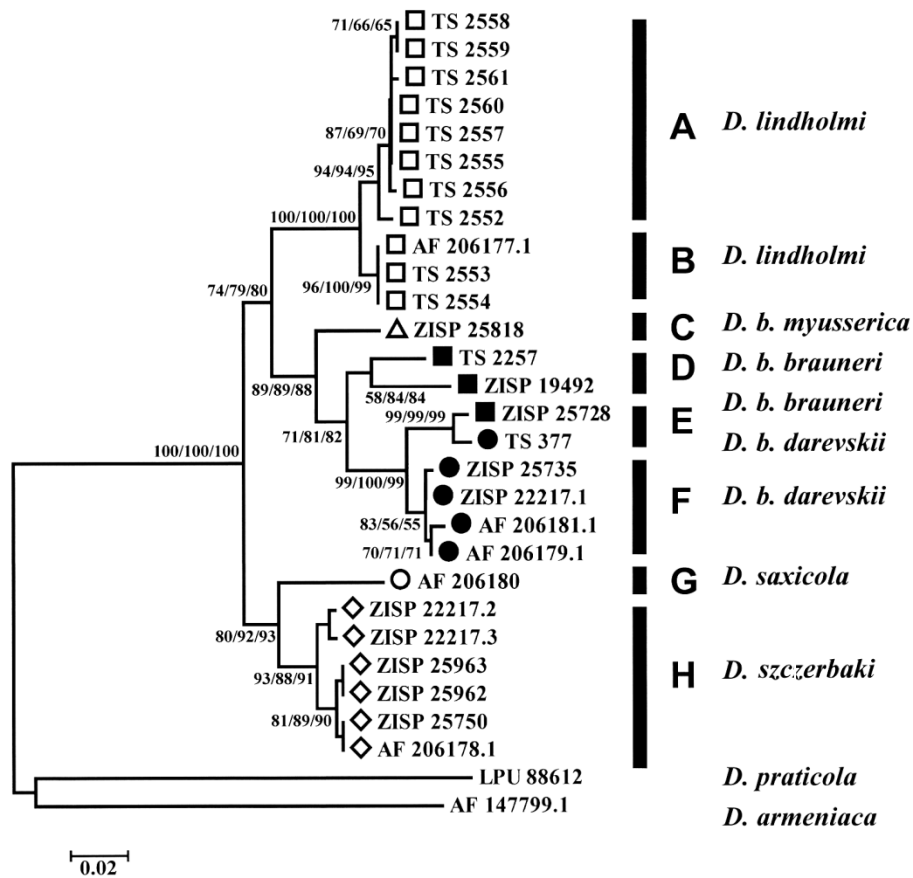 71/66/65
TS 2558
TS 2559
TS 2561
TS 2560
87/69/70
TS 2557
A D. lindholmi
TS 2555
94/94/95
TS 2556
100/100/100
TS 2552
AF 206177.1
B D. lindholmi
TS 2553
96/100/99
TS 2554
74/79/80
ZISP 25818
C D. b. myusserica
TS 2257
D D. b. brauneri
89/89/88
58/84/84
ZISP 19492
D. b. brauneri
99/99/99
ZISP 25728
E
71/81/82
TS 377
D. b. darevskii
100/100/100
ZISP 25735
99/100/99
ZISP 22217.1
F D. b. darevskii
83/56/55
AF 206181.1
70/71/71
AF 206179.1
AF 206180
G D. saxicola
ZISP 22217.2
80/92/93
ZISP 22217.3
93/88/91
ZISP 25963
H D. szczerbaki
ZISP 25962
81/89/90
ZISP 25750
AF 206178.1
LPU 88612
D. praticola
AF 147799.1
D. armeniaca
0.02